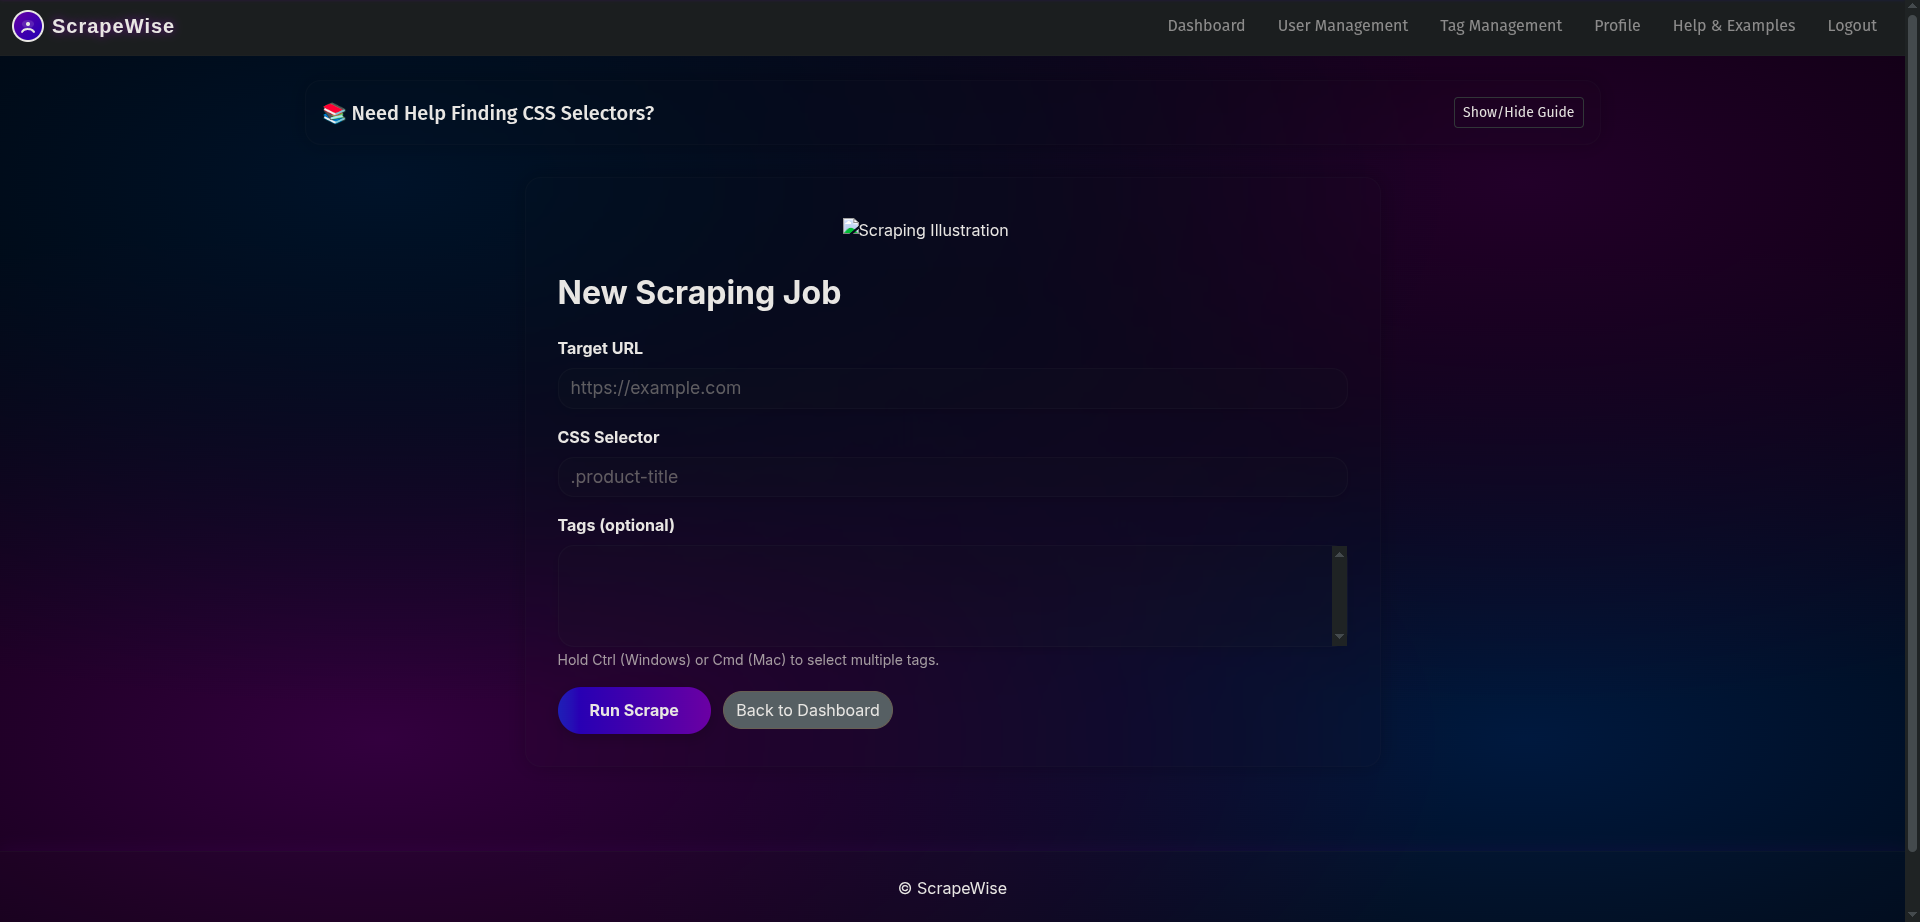 ScrapeWise
Dashboard
User Management
Tag Management
Profile
Help & Examples
Logout
📚 Need Help Finding CSS Selectors?
Show/Hide Guide
Scraping Illustration
New Scraping Job
Target URL
https://example.com
CSS Selector
.product-title
Tags (optional)
Hold Ctrl (Windows) or Cmd (Mac) to select multiple tags.
Run Scrape
Back to Dashboard
© ScrapeWise